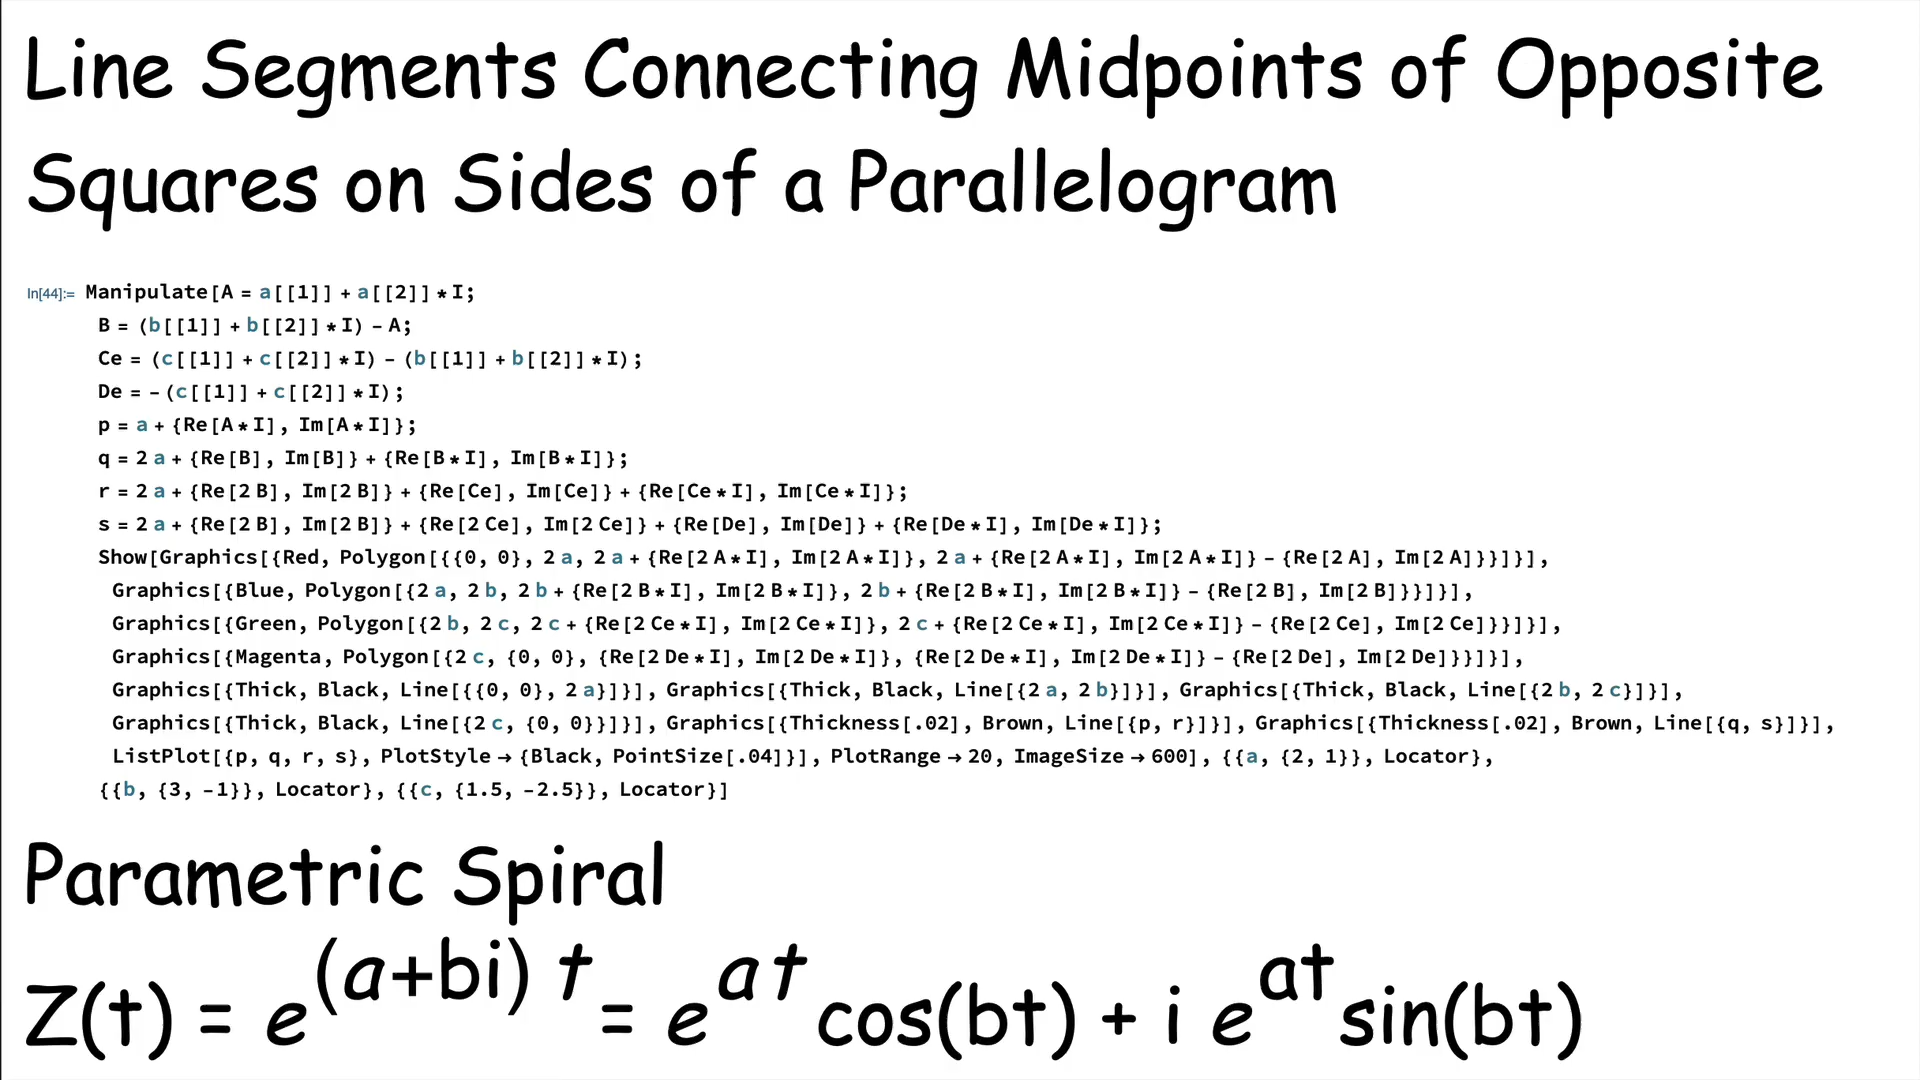 Line Segments Connecting Midpoints of Opposite
Squares on Sides of a Parallelogram
In[44]:= Manipulate[A = a[[1]] + a[[2]] * I;
B = (b[[1]] + b[[2]] * I) - A;
Ce = (c[[1]] + c[[2]] * I) - (b[[1]] + b[[2]] * I);
De = - (c[[1]] + c[[2]] * I);
p = a + {Re[A * I], Im[A * I]};
q = 2 a + {Re[B], Im[B]} + {Re[B * I], Im[B * I]};
r = 2 a + {Re[2 B], Im[2 B]} + {Re[Ce], Im[Ce]} + {Re[Ce * I], Im[Ce * I]};
s = 2 a + {Re[2 B], Im[2 B]} + {Re[2 Ce], Im[2 Ce]} + {Re[De], Im[De]} + {Re[De * I], Im[De * I]};
Show[Graphics[{Red, Polygon[{{0, 0}, 2 a, 2 a + {Re[2 A * I], Im[2 A * I]}, 2 a + {Re[2 A * I], Im[2 A * I]} - {Re[2 A], Im[2 A]}}]}],
Graphics[{Blue, Polygon[{2 a, 2 b, 2 b + {Re[2 B * I], Im[2 B * I]}, 2 b + {Re[2 B * I], Im[2 B * I]} - {Re[2 B], Im[2 B]}}]}],
Graphics[{Green, Polygon[{2 b, 2 c, 2 c + {Re[2 Ce * I], Im[2 Ce * I]}, 2 c + {Re[2 Ce * I], Im[2 Ce * I]} - {Re[2 Ce], Im[2 Ce]}}]}],
Graphics[{Magenta, Polygon[{2 c, {0, 0}, {Re[2 De * I], Im[2 De * I]}, {Re[2 De * I], Im[2 De * I]} - {Re[2 De], Im[2 De]}}]}],
Graphics[{Thick, Black, Line[{{0, 0}, 2 a}]}], Graphics[{Thick, Black, Line[{2 a, 2 b}]}], Graphics[{Thick, Black, Line[{2 b, 2 c}]}],
Graphics[{Thick, Black, Line[{2 c, {0, 0}}]}], Graphics[{Thickness[.02], Brown, Line[{p, r}]}], Graphics[{Thickness[.02], Brown, Line[{q, s}]}],
ListPlot[{p, q, r, s}, PlotStyle → {Black, PointSize[.04]}], PlotRange → 20, ImageSize → 600], {{a, {2, 1}}, Locator},
{{b, {3, -1}}, Locator}, {{c, {1.5, -2.5}}, Locator}]
Parametric Spiral
Z(t) = e^(a+bi) t = e^at cos(bt) + i e^at sin(bt)